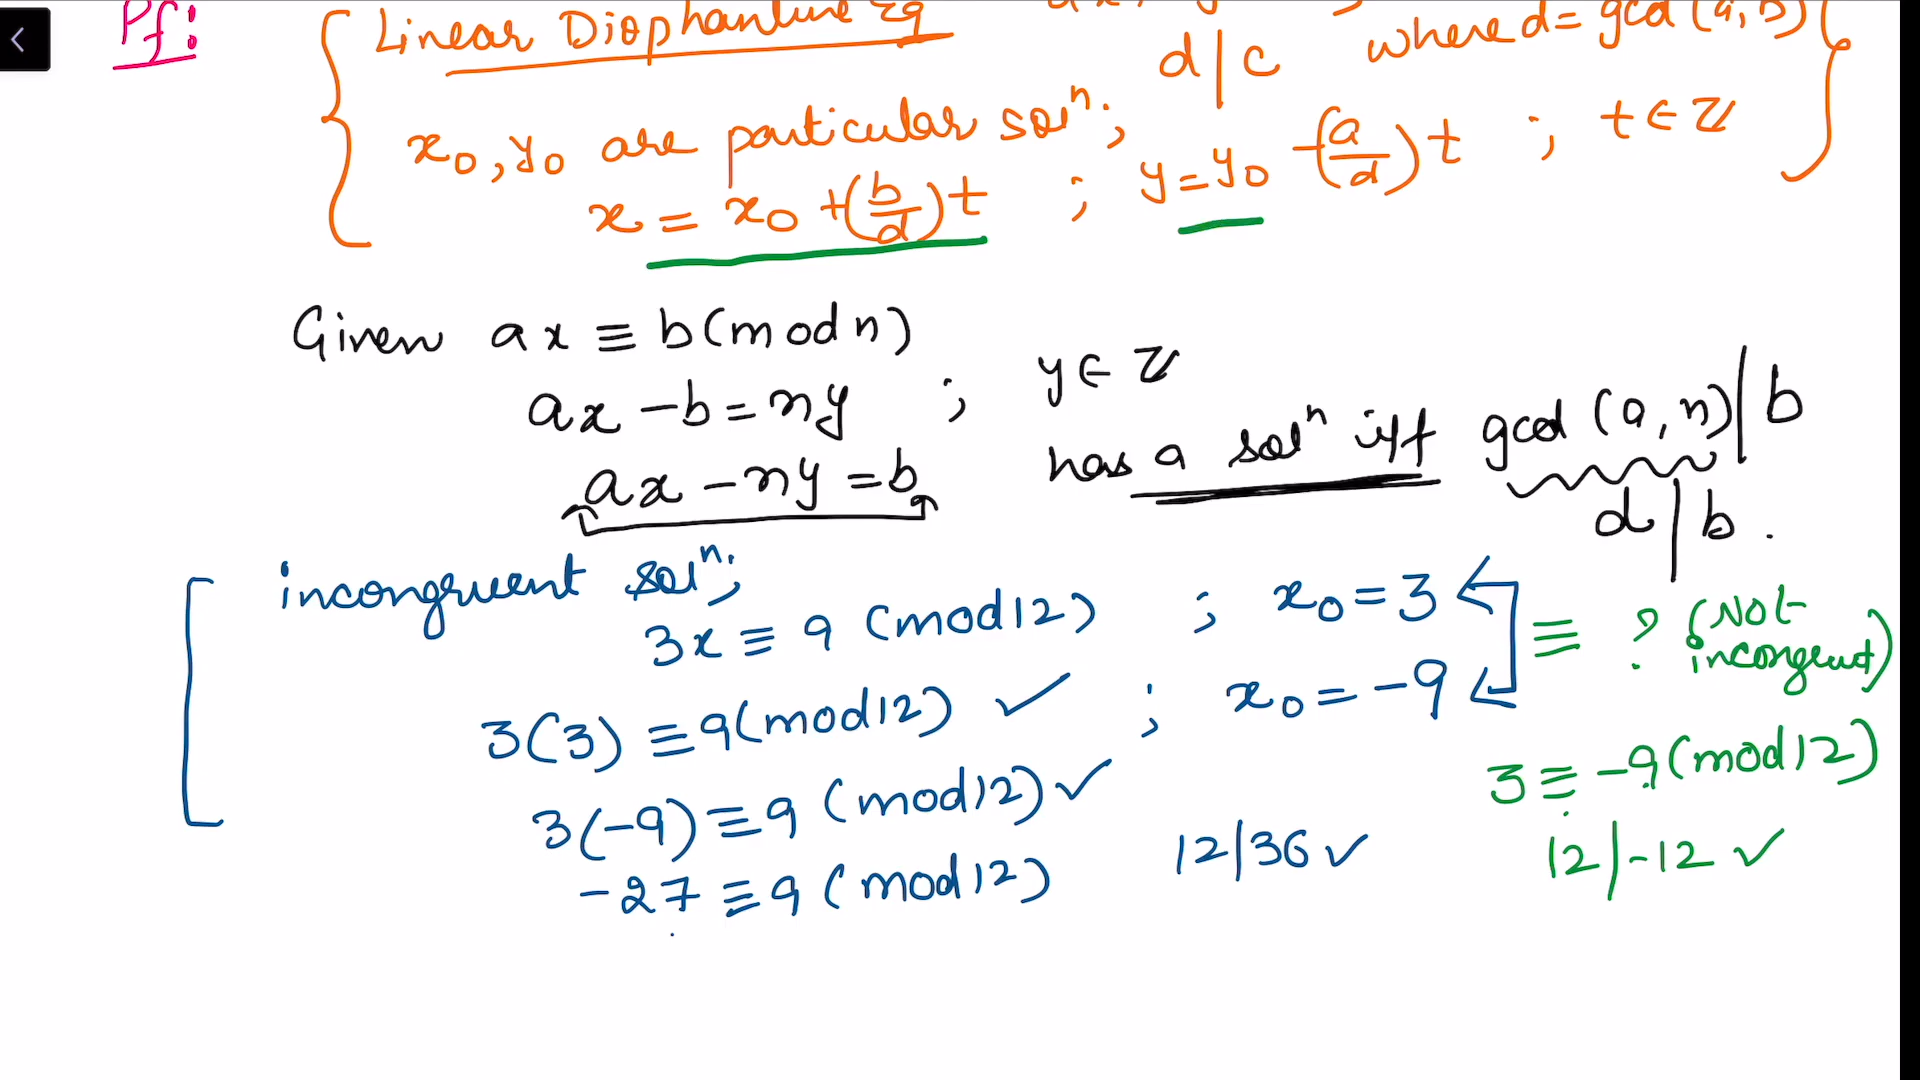 Pf:
Linear Diophantine Eq
d|c where d = gcd(a,b)
x₀, y₀ are particular solⁿ;
x = x₀ + (b/d)t ; y = y₀ - (a/d)t ; t ∈ ℤ
Given ax ≡ b (mod n)
ax - b = ny ; y ∈ ℤ
ax - ny = b has a solⁿ iff gcd (a, n) | b
d | b .
incongruent solⁿ;
3x ≡ 9 (mod 12) ; x₀ = 3
≡ ? (Not incongruent)
3(3) ≡ 9 (mod 12) ✓ ; x₀ = -9
3 ≡ -9 (mod 12)
3(-9) ≡ 9 (mod 12) ✓
-27 ≡ 9 (mod 12) 12|36 ✓ 12|-12 ✓